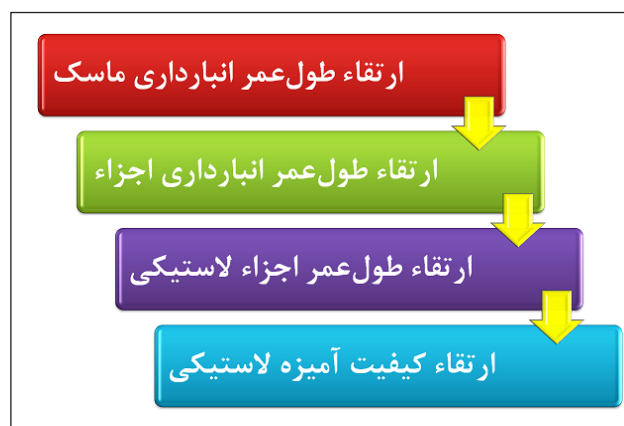 ارتقاء طول‌عمر انبارداری ماسک
ارتقاء طول‌عمر انبارداری اجزاء
ارتقاء طول‌عمر اجزاء لاستیکی
ارتقاء کیفیت آمیزه لاستیکی